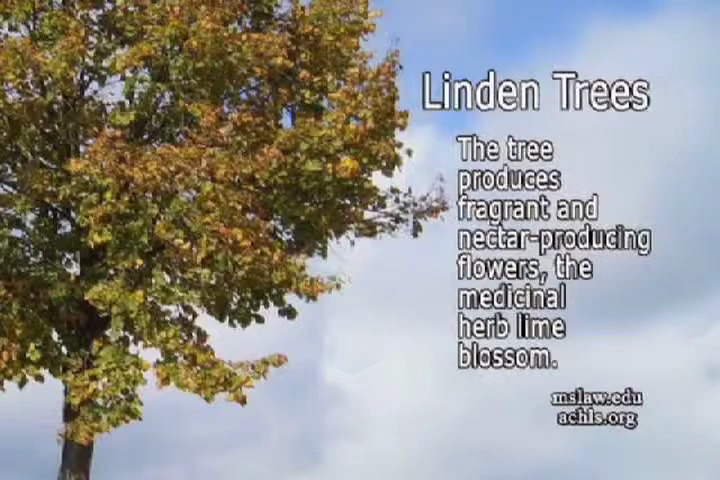 Linden Trees
The tree
produces
fragrant and
nectar-producing
flowers, the
medicinal
herb lime
blossom.
mslaw.edu
achls.org